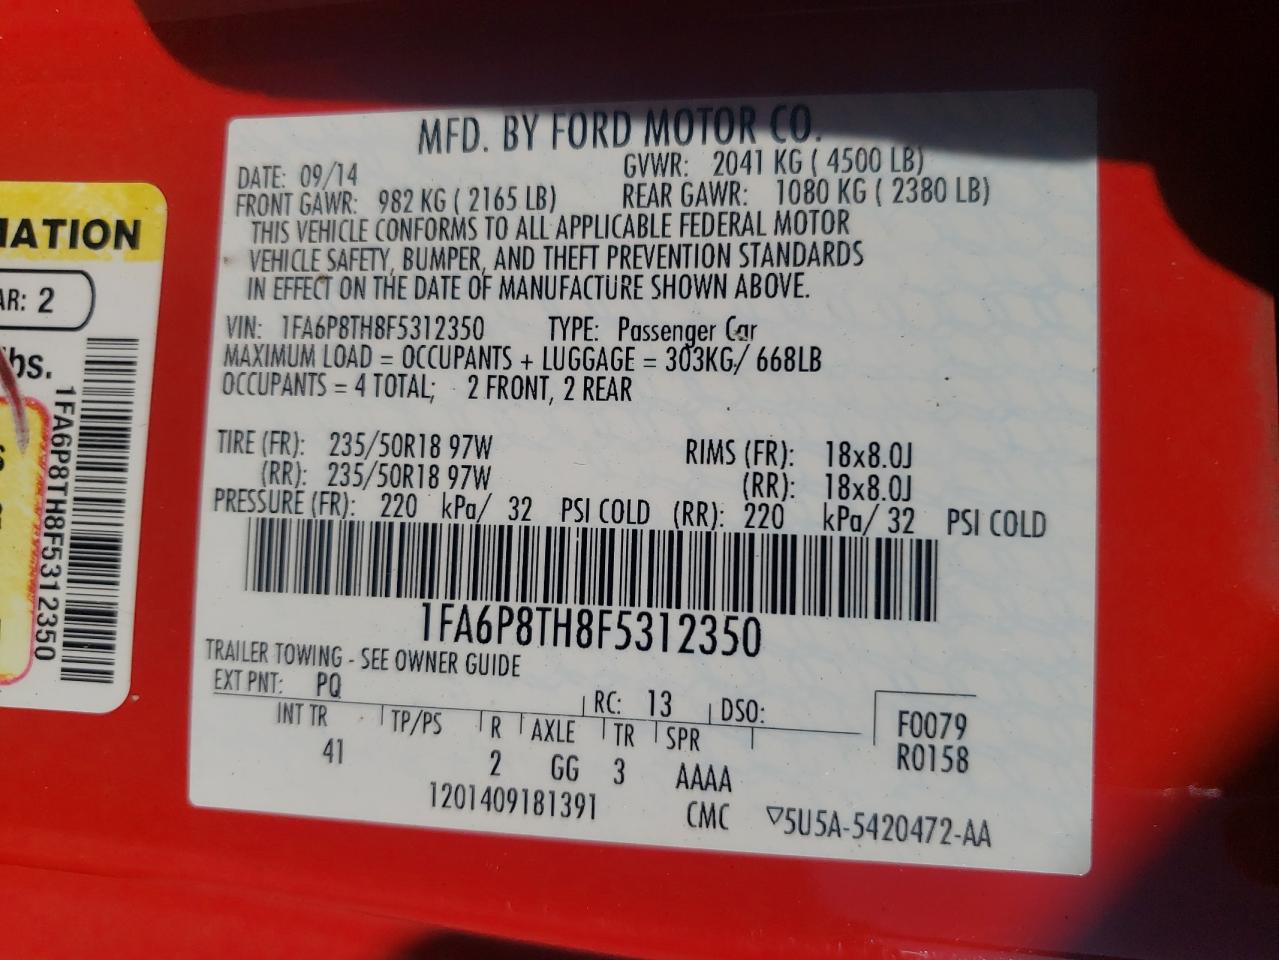 MFD. BY FORD MOTOR CO.
DATE: 09/14 GVWR: 2041 KG ( 4500 LB)
FRONT GAWR: 982 KG ( 2165 LB) REAR GAWR: 1080 KG ( 2380 LB)
THIS VEHICLE CONFORMS TO ALL APPLICABLE FEDERAL MOTOR
VEHICLE SAFETY, BUMPER, AND THEFT PREVENTION STANDARDS
IN EFFECT ON THE DATE OF MANUFACTURE SHOWN ABOVE.
VIN: 1FA6P8TH8F5312350 TYPE: Passenger Car
MAXIMUM LOAD = OCCUPANTS + LUGGAGE = 303KG/ 668LB
OCCUPANTS = 4 TOTAL; 2 FRONT, 2 REAR
TIRE (FR): 235/50R18 97W RIMS (FR): 18x8.0J
(RR): 235/50R18 97W (RR): 18x8.0J
PRESSURE (FR): 220 kPa/ 32 PSI COLD (RR): 220 kPa/ 32 PSI COLD
1FA6P8TH8F5312350
TRAILER TOWING - SEE OWNER GUIDE
EXT PNT: PQ RC: 13 DSO:
INT TR TP/PS R AXLE TR SPR
41 2 GG 3 AAAA
F0079
R0158
1201409181391 CMC ▽5U5A-5420472-AA
MATION
AR: 2
lbs.
1FA6P8TH8F5312350